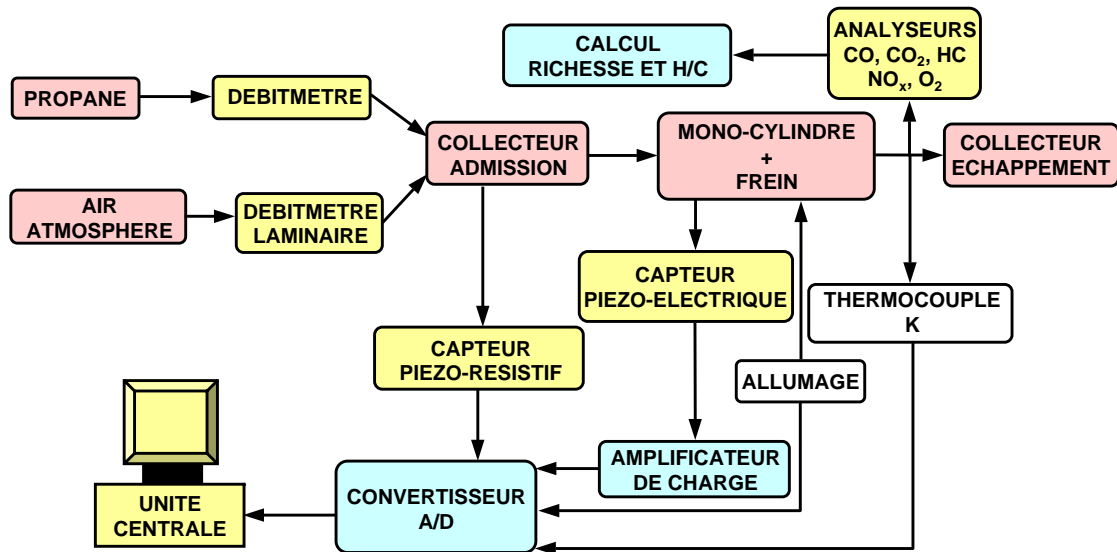 CALCUL
RICHESSE ET H/C
ANALYSEURS
CO, CO₂, HC
NOₓ, O₂
PROPANE
DEBITMETRE
COLLECTEUR
ADMISSION
MONO-CYLINDRE
+
FREIN
COLLECTEUR
ECHAPPEMENT
AIR
ATMOSPHERE
DEBITMETRE
LAMINAIRE
CAPTEUR
PIEZO-ELECTRIQUE
THERMOCOUPLE
K
CAPTEUR
PIEZO-RESISTIF
ALLUMAGE
AMPLIFICATEUR
DE CHARGE
CONVERTISSEUR
A/D
UNITE
CENTRALE